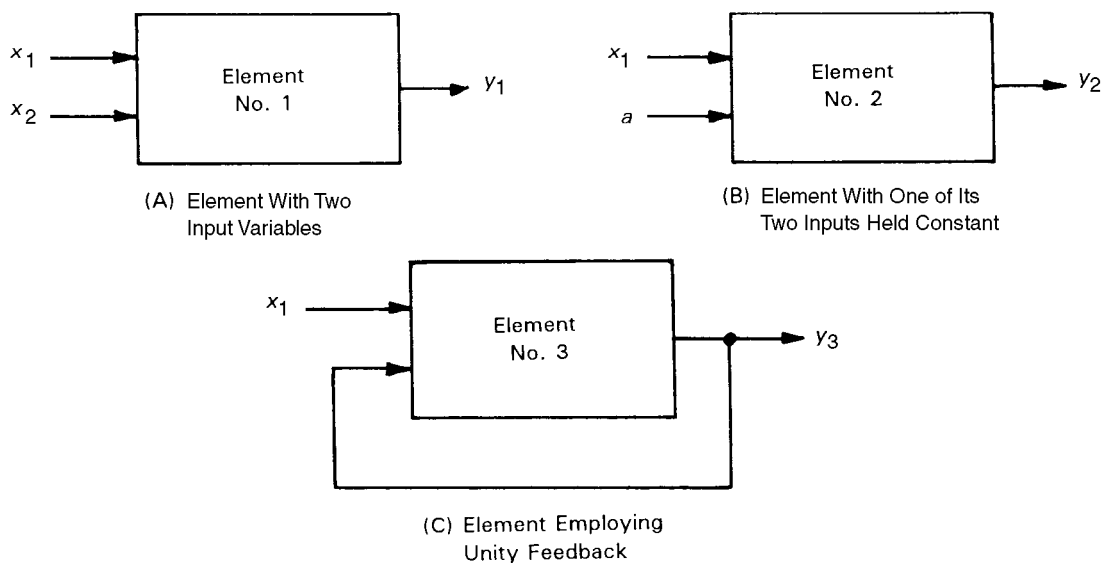 x1
x2
Element
No. 1
y1
(A) Element With Two
Input Variables
x1
a
Element
No. 2
y2
(B) Element With One of Its
Two Inputs Held Constant
x1
Element
No. 3
y3
(C) Element Employing
Unity Feedback